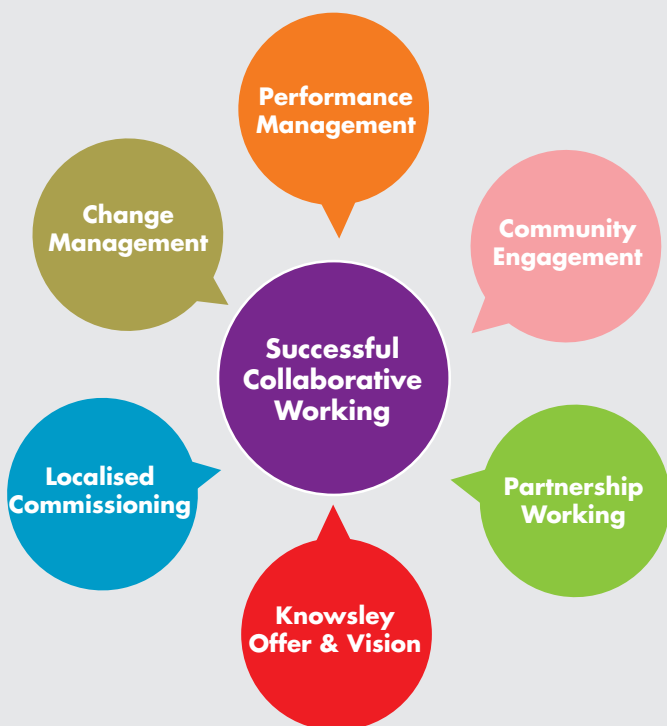 Performance
Management
Change
Management
Community
Engagement
Successful
Collaborative
Working
Localised
Commissioning
Partnership
Working
Knowsley
Offer & Vision